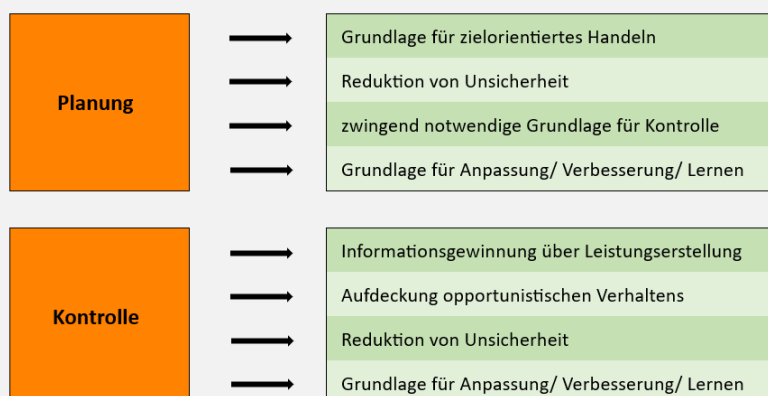 Planung
Grundlage für zielorientiertes Handeln
Reduktion von Unsicherheit
zwingend notwendige Grundlage für Kontrolle
Grundlage für Anpassung/ Verbesserung/ Lernen
Kontrolle
Informationsgewinnung über Leistungserstellung
Aufdeckung opportunistischen Verhaltens
Reduktion von Unsicherheit
Grundlage für Anpassung/ Verbesserung/ Lernen